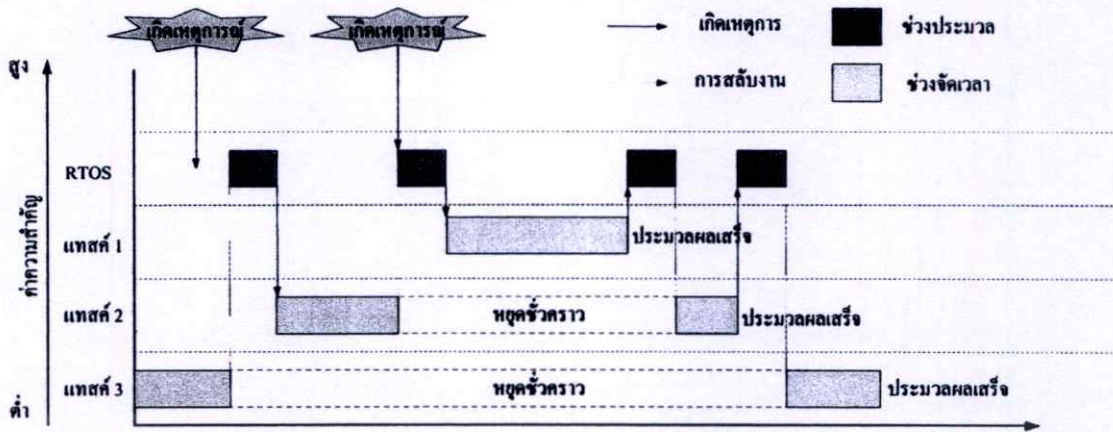 เกิดเหตุการณ์
เกิดเหตุการณ์
เกิดเหตุการ
ช่วงประมวล
การสลับงาน
ช่วงจัดเวลา
สูง
ค่าความสำคัญ
ต่ำ
RTOS
แทสค์ 1
ประมวลผลเสร็จ
แทสค์ 2
หยุดชั่วคราว
ประมวลผลเสร็จ
แทสค์ 3
หยุดชั่วคราว
ประมวลผลเสร็จ